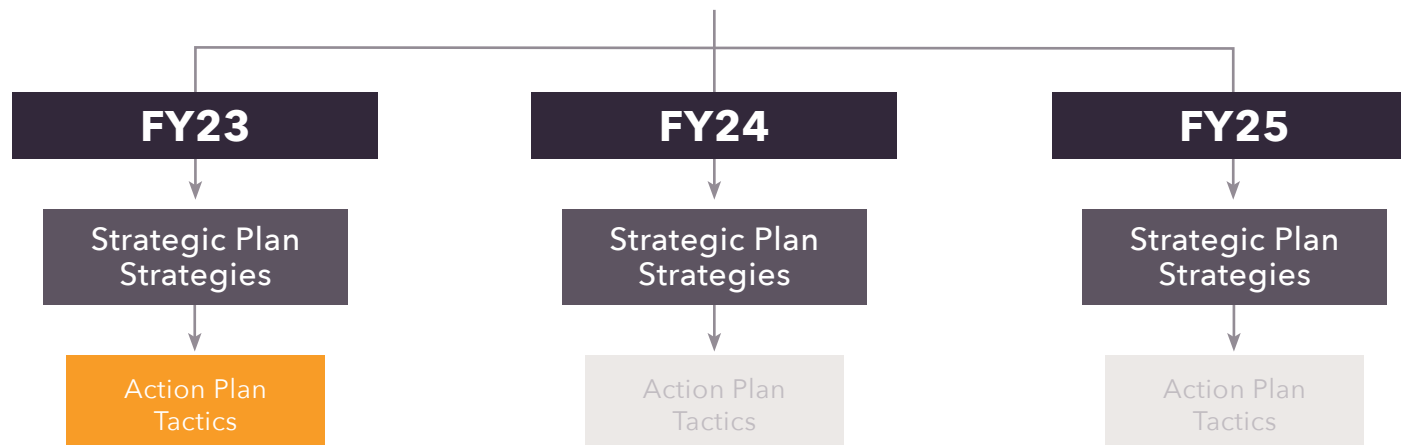 FY23
FY24
FY25
Strategic Plan
Strategies
Strategic Plan
Strategies
Strategic Plan
Strategies
Action Plan
Tactics
Action Plan
Tactics
Action Plan
Tactics